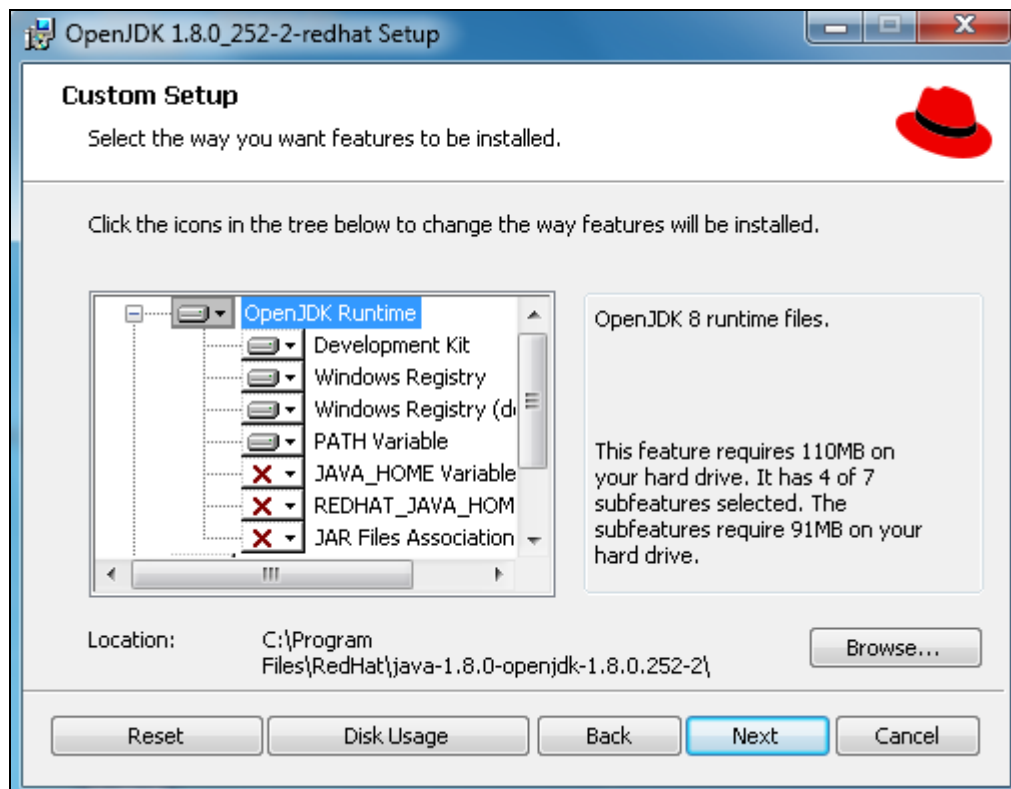 OpenJDK 1.8.0_252-2-redhat Setup
Custom Setup
Select the way you want features to be installed.
Click the icons in the tree below to change the way features will be installed.
OpenJDK Runtime
Development Kit
Windows Registry
Windows Registry (d
PATH Variable
JAVA_HOME Variable
REDHAT_JAVA_HOM
JAR Files Association
OpenJDK 8 runtime files.
This feature requires 110MB on
your hard drive. It has 4 of 7
subfeatures selected. The
subfeatures require 91MB on your
hard drive.
Location:
C:\Program
Files\RedHat\java-1.8.0-openjdk-1.8.0.252-2\
Browse...
Reset
Disk Usage
Back
Next
Cancel